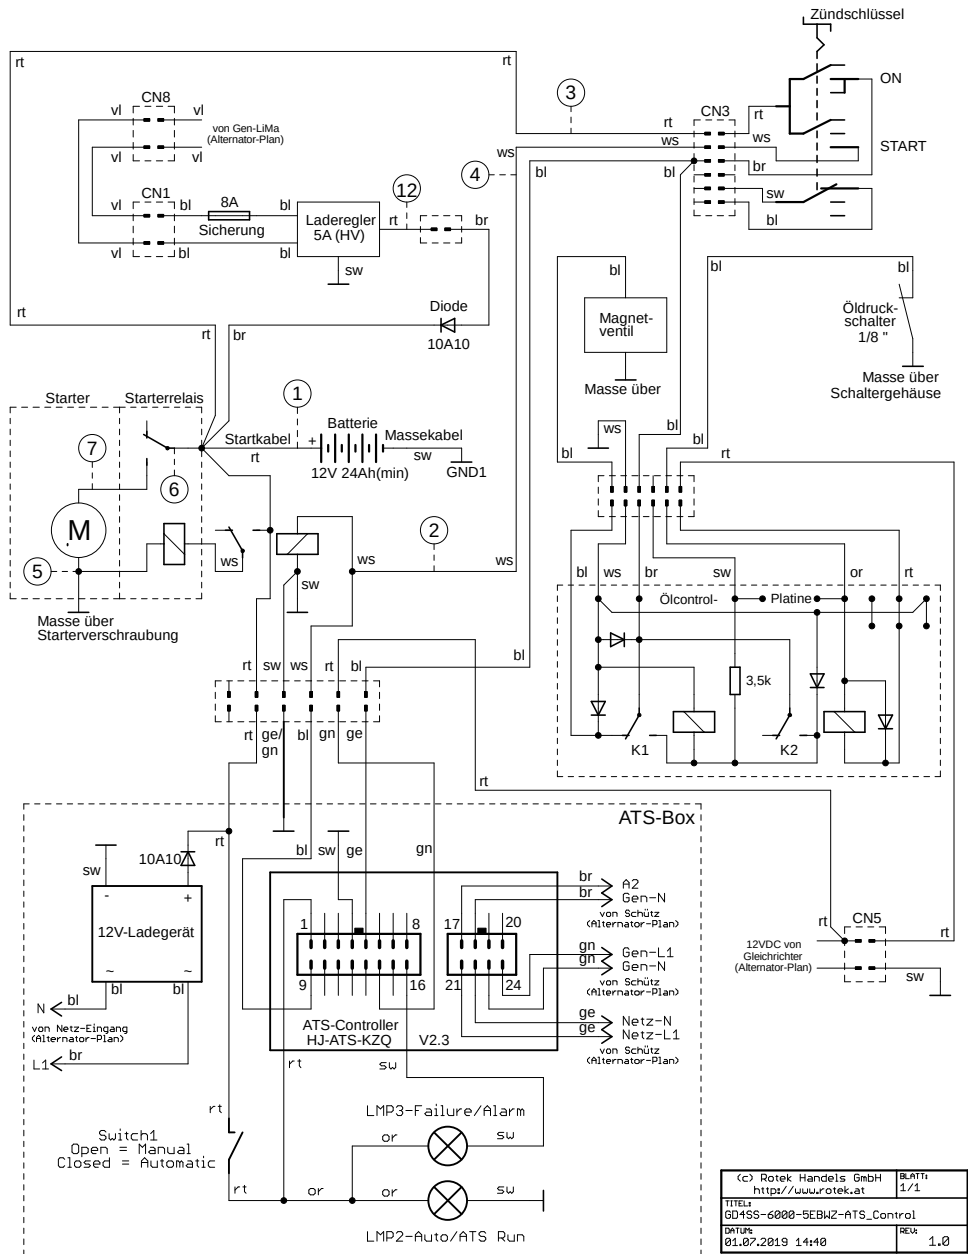 Zündschlüssel
rt
rt
3
CN3
ON
CN8
vl
vl
von Gen-LiMa
(Alternator-Plan)
vl
vl
rt
rt
ws
ws
ws
START
4
bl
bl
br
sw
bl
CN1
vl
bl
8A
bl
12
Laderegler
5A (HV)
rt
br
Sicherung
vl
bl
bl
sw
bl
bl
bl
Magnet-
ventil
Öldruck-
schalter
1/8 "
rt
rt
br
Diode
10A10
Masse über
Masse über
Schaltergehäuse
Starter
Starterrelais
1
Batterie
7
Startkabel
+
Massekabel
rt
12V 24Ah(min)
sw
GND1
ws
bl
bl
bl
rt
6
M
2
5
ws
sw
ws
ws
Masse über
Starterverschraubung
bl
ws
br
sw
or
rt
Ölcontrol-
Platine
3,5k
K1
K2
rt
sw
ws
rt
bl
bl
rt
ge/
gn
bl
gn
ge
rt
ATS-Box
rt
10A10
sw
bl
sw
ge
gn
-
+
12V-Ladegerät
~
~
bl
bl
N
von Netz-Eingang
(Alternator-Plan)
L1
br
1
8
9
16
17
20
21
24
ATS-Controller
HJ-ATS-KZQ
V2.3
br
A2
br
Gen-N
von Schütz
(Alternator-Plan)
gn
Gen-L1
gn
Gen-N
von Schütz
(Alternator-Plan)
ge
Netz-N
ge
Netz-L1
von Schütz
(Alternator-Plan)
rt
CN5
rt
12VDC von
Gleichrichter
(Alternator-Plan)
sw
rt
sw
rt
LMP3-Failure/Alarm
Switch1
Open = Manual
Closed = Automatic
or
sw
rt
or
or
sw
LMP2-Auto/ATS Run
(c) Rotek Handels GmbH
http://www.rotek.at
BLATT:
1/1
TITEL:
GD4SS-6000-5EBWZ-ATS_Control
DATUM:
01.07.2019 14:40
REV:
1.0